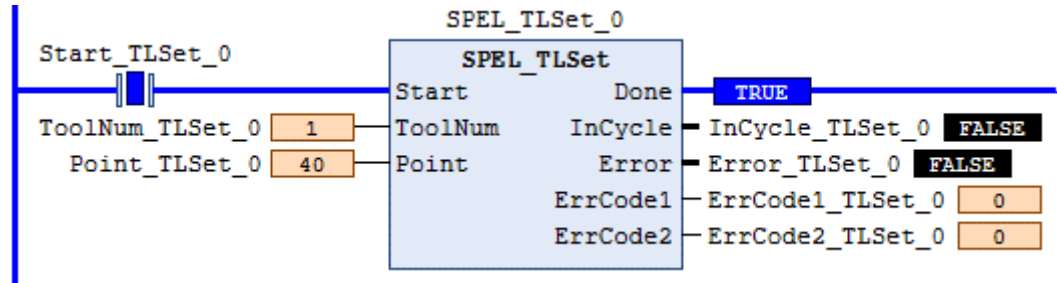 SPEL_TLSet_0
Start_TLSet_0 SPEL_TLSet
Start Done TRUE
ToolNum_TLSet_0 1 ToolNum InCycle InCycle_TLSet_0 FALSE
Point_TLSet_0 40 Point Error Error_TLSet_0 FALSE
ErrCode1 ErrCode1_TLSet_0 0
ErrCode2 ErrCode2_TLSet_0 0